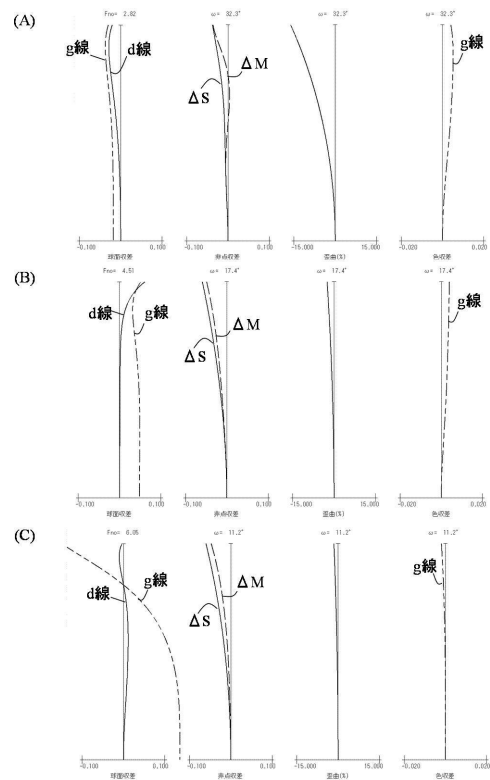 (A)
Fno= 2.82
ω= 32.3°
ω= 32.3°
ω= 32.3°
g線
d線
ΔM
ΔS
g線
-0.100 0.100
球面収差
-0.100 0.100
非点収差
-15.000 15.000
歪曲(%)
-0.020 0.020
色収差
(B)
Fno= 4.51
ω= 17.4°
ω= 17.4°
ω= 17.4°
d線
g線
ΔM
ΔS
g線
-0.100 0.100
球面収差
-0.100 0.100
非点収差
-15.000 15.000
歪曲(%)
-0.020 0.020
色収差
(C)
Fno= 6.05
ω= 11.2°
ω= 11.2°
ω= 11.2°
d線
g線
ΔM
ΔS
g線
-0.100 0.100
球面収差
-0.100 0.100
非点収差
-15.000 15.000
歪曲(%)
-0.020 0.020
色収差